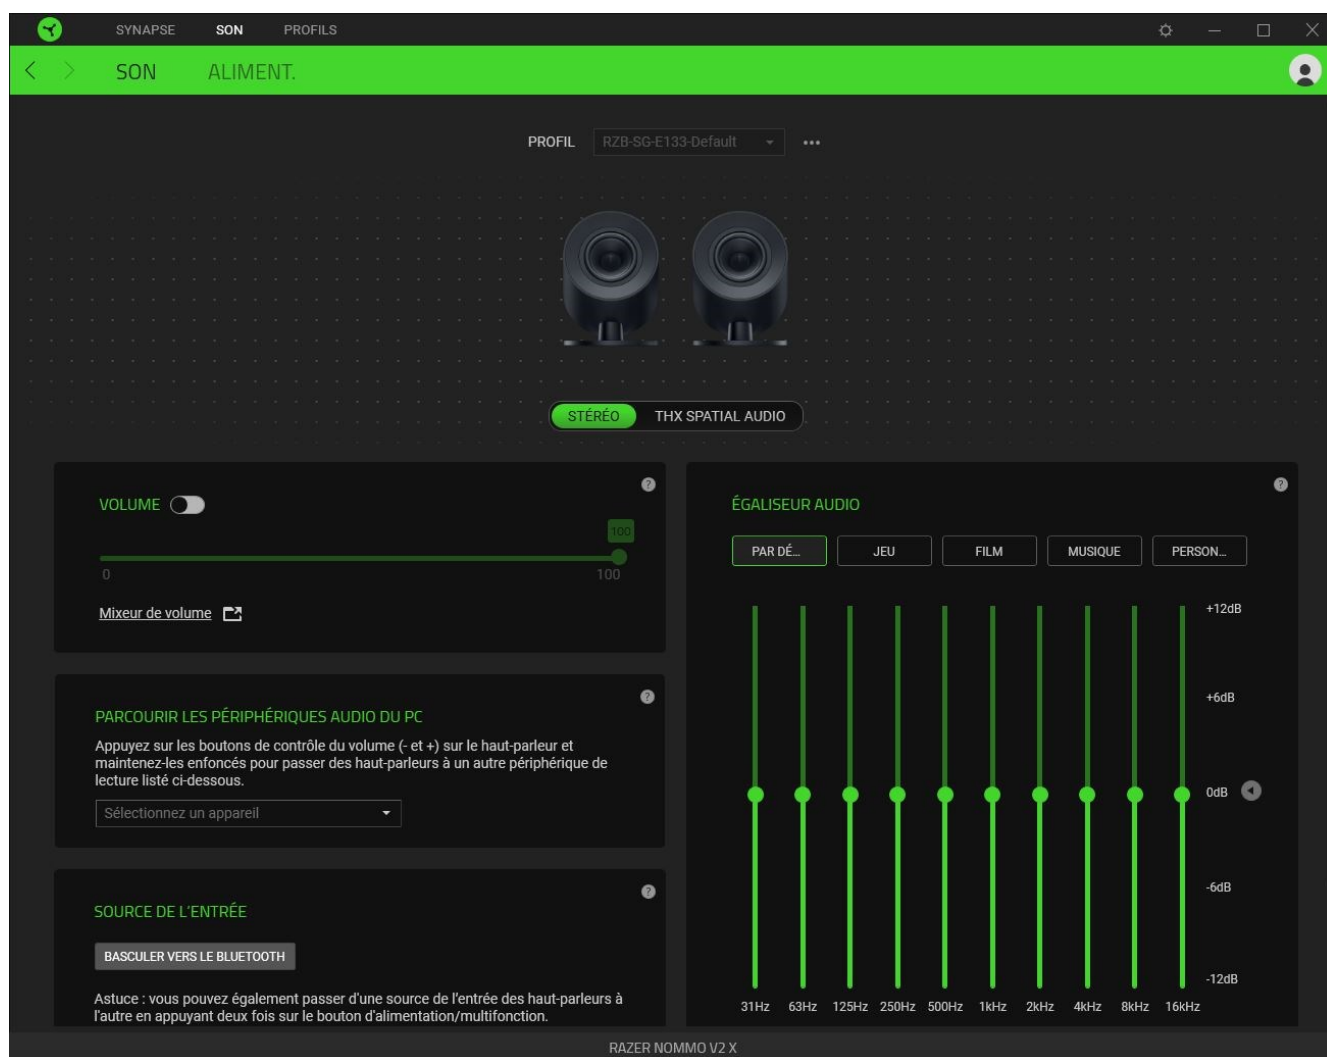 SYNAPSE SON PROFILS
SON ALIMENT.
PROFIL RZB-SG-E133-Default
STÉRÉO THX SPATIAL AUDIO
VOLUME
100
0 100
Mixeur de volume
PARCOURIR LES PÉRIPHÉRIQUES AUDIO DU PC
Appuyez sur les boutons de contrôle du volume (- et +) sur le haut-parleur et
maintenez-les enfoncés pour passer des haut-parleurs à un autre périphérique de
lecture listé ci-dessous.
Sélectionnez un appareil
SOURCE DE L'ENTRÉE
BASCULER VERS LE BLUETOOTH
Astuce : vous pouvez également passer d'une source de l'entrée des haut-parleurs à
l'autre en appuyant deux fois sur le bouton d'alimentation/multifonction.
ÉGALISEUR AUDIO
PAR DÉ... JEU FILM MUSIQUE PERSON...
+12dB
+6dB
0dB
-6dB
-12dB
31Hz 63Hz 125Hz 250Hz 500Hz 1kHz 2kHz 4kHz 8kHz 16kHz
RAZER NOMMO V2 X